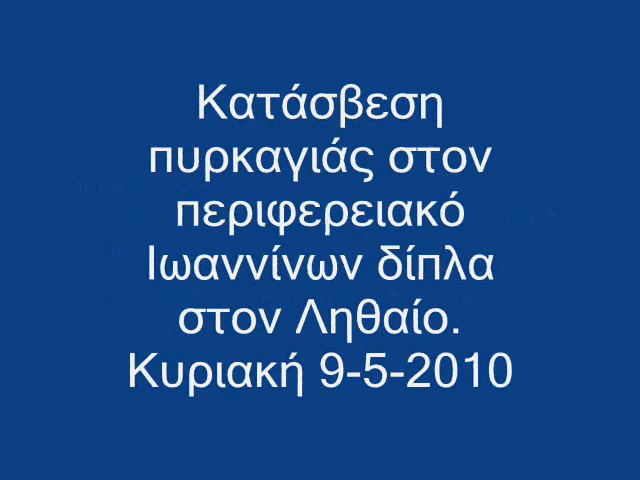 Κατάσβεση
πυρκαγιάς στον
περιφερειακό
Ιωαννίνων δίπλα
στον Ληθαίο.
Κυριακή 9-5-2010